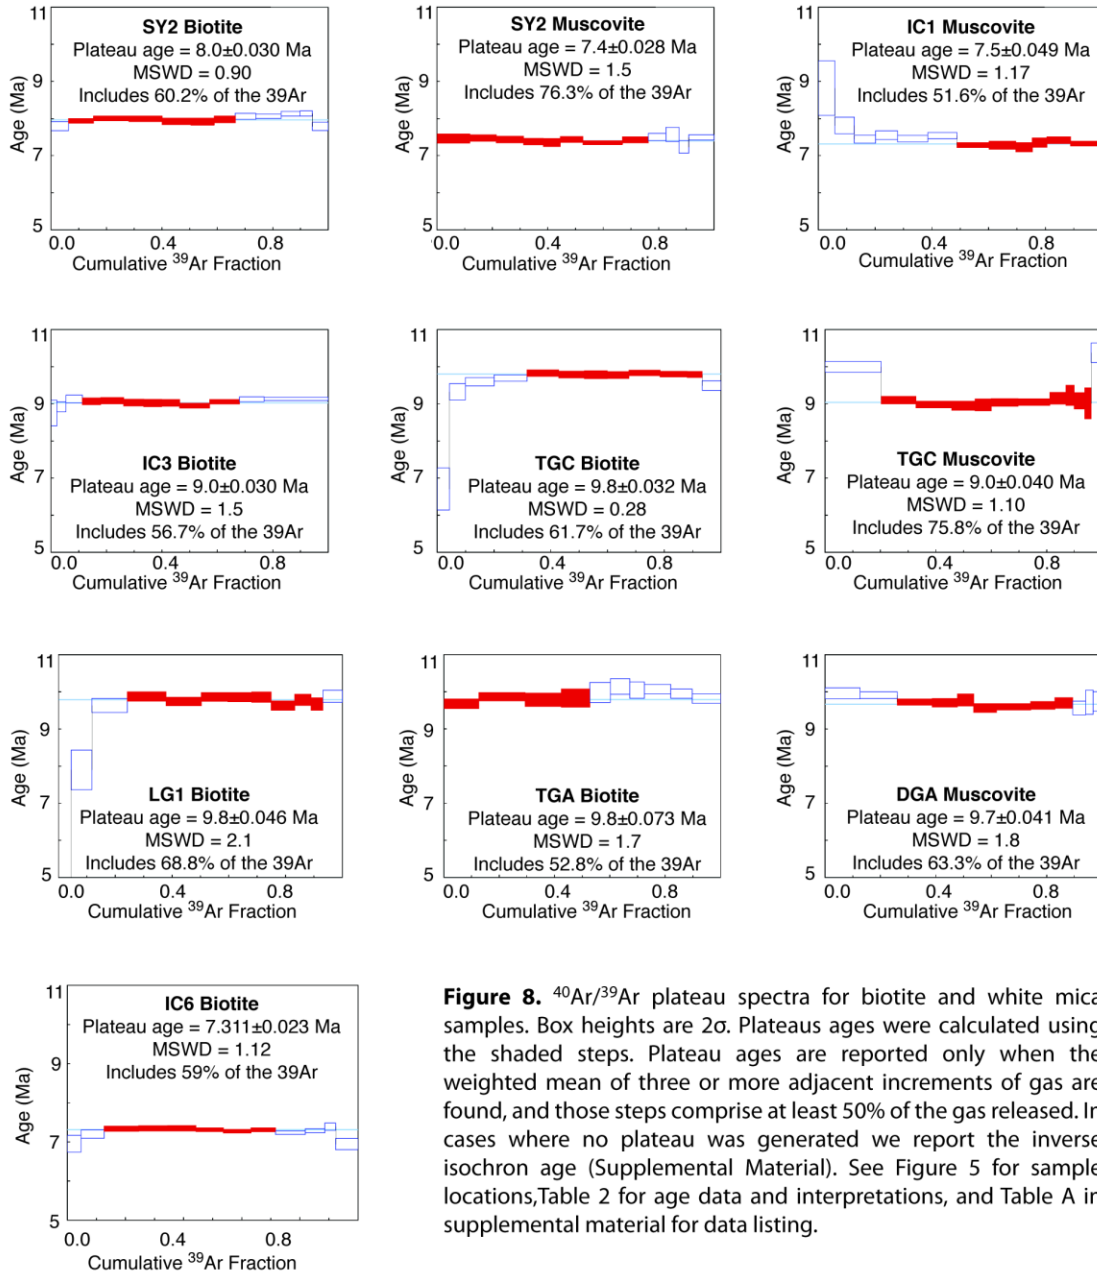 11
9
7
5
Age (Ma)
SY2 Biotite
Plateau age = 8.0±0.030 Ma
MSWD = 0.90
Includes 60.2% of the 39Ar
0.0 0.4 0.8
Cumulative ³⁹Ar Fraction
11
9
7
5
Age (Ma)
SY2 Muscovite
Plateau age = 7.4±0.028 Ma
MSWD = 1.5
Includes 76.3% of the 39Ar
0.0 0.4 0.8
Cumulative ³⁹Ar Fraction
11
9
7
5
Age (Ma)
IC1 Muscovite
Plateau age = 7.5±0.049 Ma
MSWD = 1.17
Includes 51.6% of the 39Ar
0.0 0.4 0.8
Cumulative ³⁹Ar Fraction
11
9
7
5
Age (Ma)
IC3 Biotite
Plateau age = 9.0±0.030 Ma
MSWD = 1.5
Includes 56.7% of the 39Ar
0.0 0.4 0.8
Cumulative ³⁹Ar Fraction
11
9
7
5
Age (Ma)
TGC Biotite
Plateau age = 9.8±0.032 Ma
MSWD = 0.28
Includes 61.7% of the 39Ar
0.0 0.4 0.8
Cumulative ³⁹Ar Fraction
11
9
7
5
Age (Ma)
TGC Muscovite
Plateau age = 9.0±0.040 Ma
MSWD = 1.10
Includes 75.8% of the 39Ar
0.0 0.4 0.8
Cumulative ³⁹Ar Fraction
11
9
7
5
Age (Ma)
LG1 Biotite
Plateau age = 9.8±0.046 Ma
MSWD = 2.1
Includes 68.8% of the 39Ar
0.0 0.4 0.8
Cumulative ³⁹Ar Fraction
11
9
7
5
Age (Ma)
TGA Biotite
Plateau age = 9.8±0.073 Ma
MSWD = 1.7
Includes 52.8% of the 39Ar
0.0 0.4 0.8
Cumulative ³⁹Ar Fraction
11
9
7
5
Age (Ma)
DGA Muscovite
Plateau age = 9.7±0.041 Ma
MSWD = 1.8
Includes 63.3% of the 39Ar
0.0 0.4 0.8
Cumulative ³⁹Ar Fraction
11
9
7
5
Age (Ma)
IC6 Biotite
Plateau age = 7.311±0.023 Ma
MSWD = 1.12
Includes 59% of the 39Ar
0.0 0.4 0.8
Cumulative ³⁹Ar Fraction
Figure 8. ⁴⁰Ar/³⁹Ar plateau spectra for biotite and white mica
samples. Box heights are 2σ. Plateaus ages were calculated using
the shaded steps. Plateau ages are reported only when the
weighted mean of three or more adjacent increments of gas are
found, and those steps comprise at least 50% of the gas released. In
cases where no plateau was generated we report the inverse
isochron age (Supplemental Material). See Figure 5 for sample
locations,Table 2 for age data and interpretations, and Table A in
supplemental material for data listing.